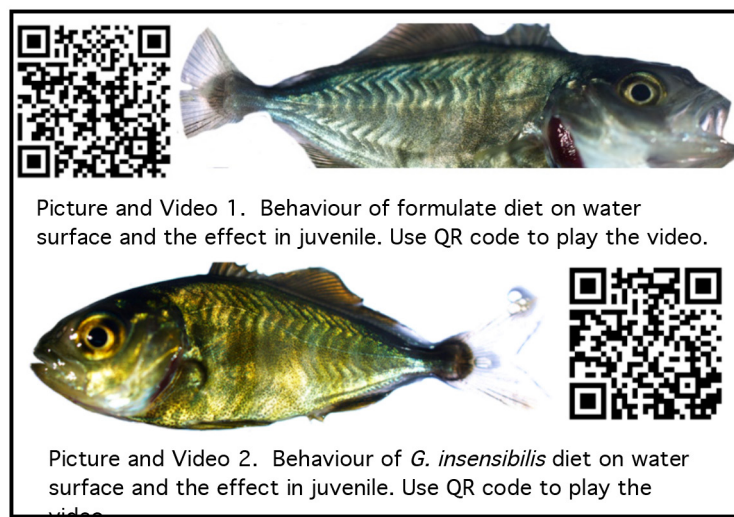 Picture and Video 1. Behaviour of formulate diet on water
surface and the effect in juvenile. Use QR code to play the video.
Picture and Video 2. Behaviour of G. insensibilis diet on water
surface and the effect in juvenile. Use QR code to play the
video